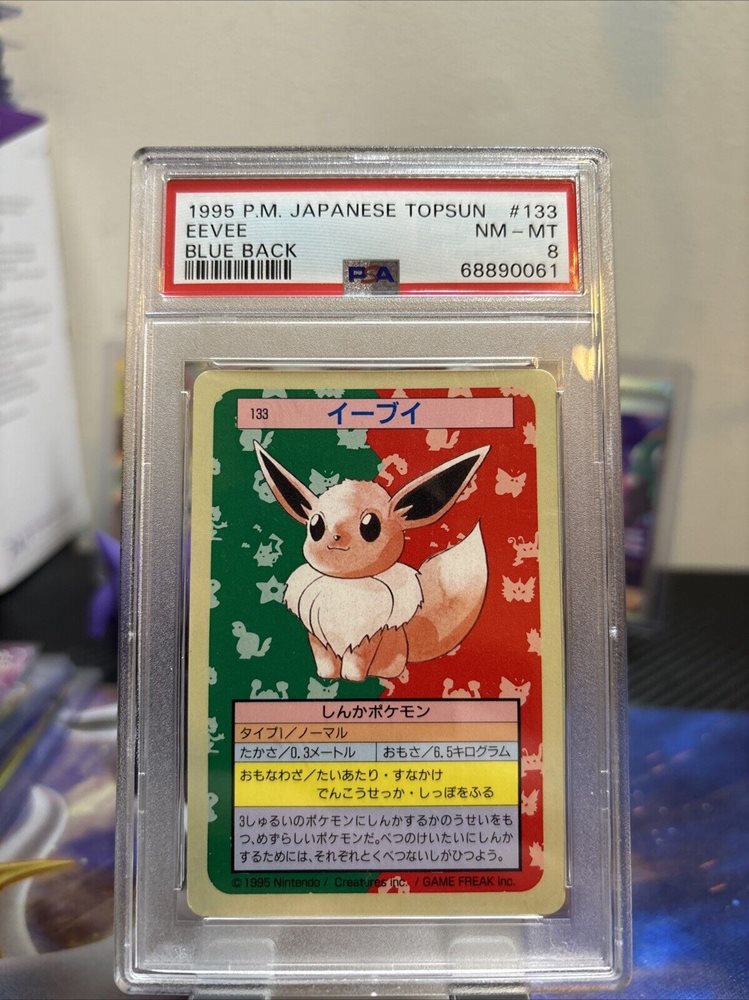 1995 P.M. JAPANESE TOPSUN #133
EEVEE NM-MT
BLUE BACK 8
PSA 68890061
133 イーブイ
しんかポケモン
タイプ1/ノーマル
たかさ/0.3メートル おもさ/6.5キログラム
おもなわざ/たいあたり・すなかけ
でんこうせっか・しっぽをふる
3しゅるいのポケモンにしんかするかのうせいをも
つ、めずらしいポケモンだ。べつのけいたいにしんか
するためには、それぞれとくべつないしがひつよう。
©1995 Nintendo / Creatures inc. / GAME FREAK inc.